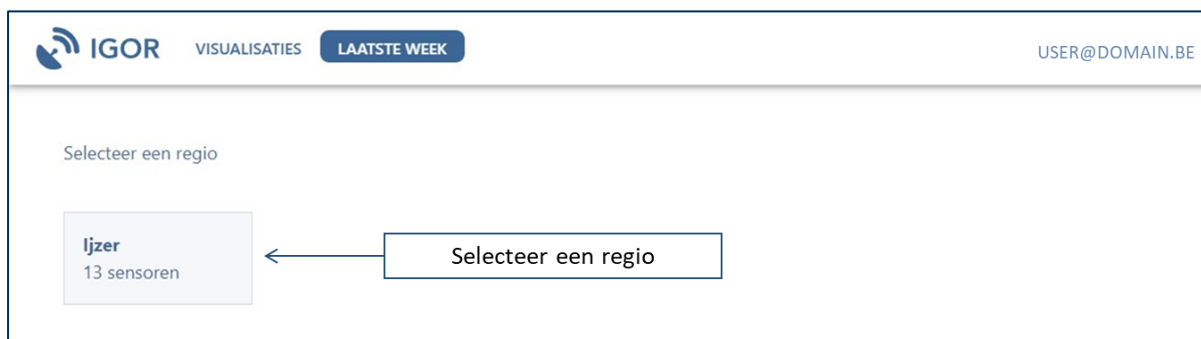 IGOR VISUALISATIES LAATSTE WEEK USER@DOMAIN.BE
Selecteer een regio
Ijzer
13 sensoren
Selecteer een regio